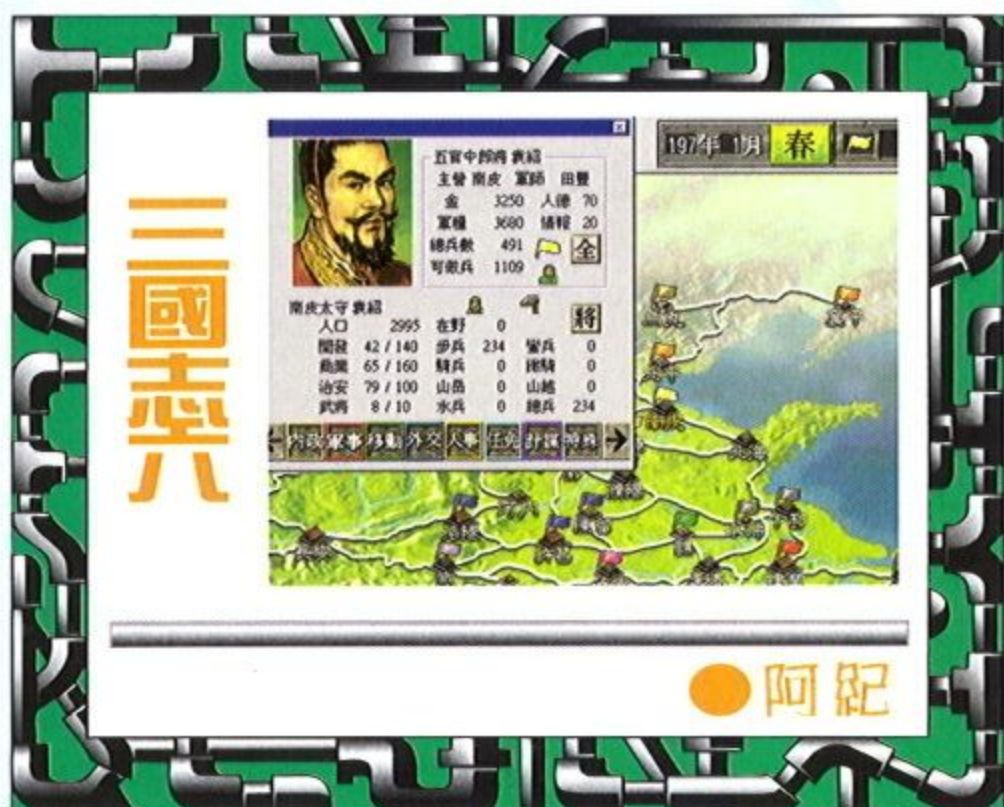 三國志六
197年 1月 春
五官中郎將 袁紹
主營 南皮 軍師 田豐
金 3250 人德 70
軍糧 3680 情報 20
總兵數 491 全
可徵兵 1109
南皮太守 袁紹 將
人口 2995 在野 0
開發 42 / 140 步兵 234 蠻兵 0
商業 65 / 160 騎兵 0 胡騎 0
治安 79 / 100 山岳 0 山越 0
武將 8 / 10 水兵 0 總兵 234
內政 軍事 移動 外交 人事 任免 計謀 特殊
●阿紀